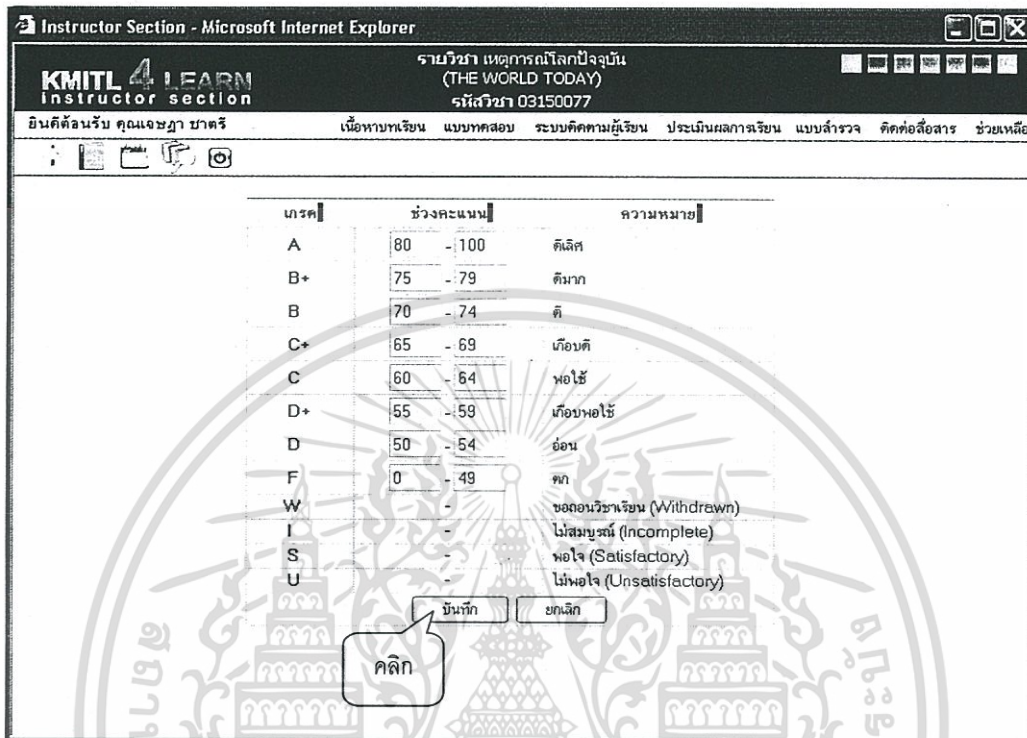 Instructor Section - Microsoft Internet Explorer
KMITL 4 LEARN
instructor section
รายวิชา เหตุการณ์โลกปัจจุบัน
(THE WORLD TODAY)
รหัสวิชา 03150077
ยินดีต้อนรับ คุณเจษฎา ชาตรี
เนื้อหาบทเรียน แบบทดสอบ ระบบติดตามผู้เรียน ประเมินผลการเรียน แบบสำรวจ ติดต่อสื่อสาร ช่วยเหลือ
เกรด ช่วงคะแนน ความหมาย
A 80 - 100 ดีเลิศ
B+ 75 - 79 ดีมาก
B 70 - 74 ดี
C+ 65 - 69 เกือบดี
C 60 - 64 พอใช้
D+ 55 - 59 เกือบพอใช้
D 50 - 54 อ่อน
F 0 - 49 ตก
W - ขอถอนวิชาเรียน (Withdrawn)
I - ไม่สมบูรณ์ (Incomplete)
S - พอใจ (Satisfactory)
U - ไม่พอใจ (Unsatisfactory)
บันทึก ยกเลิก
คลิก